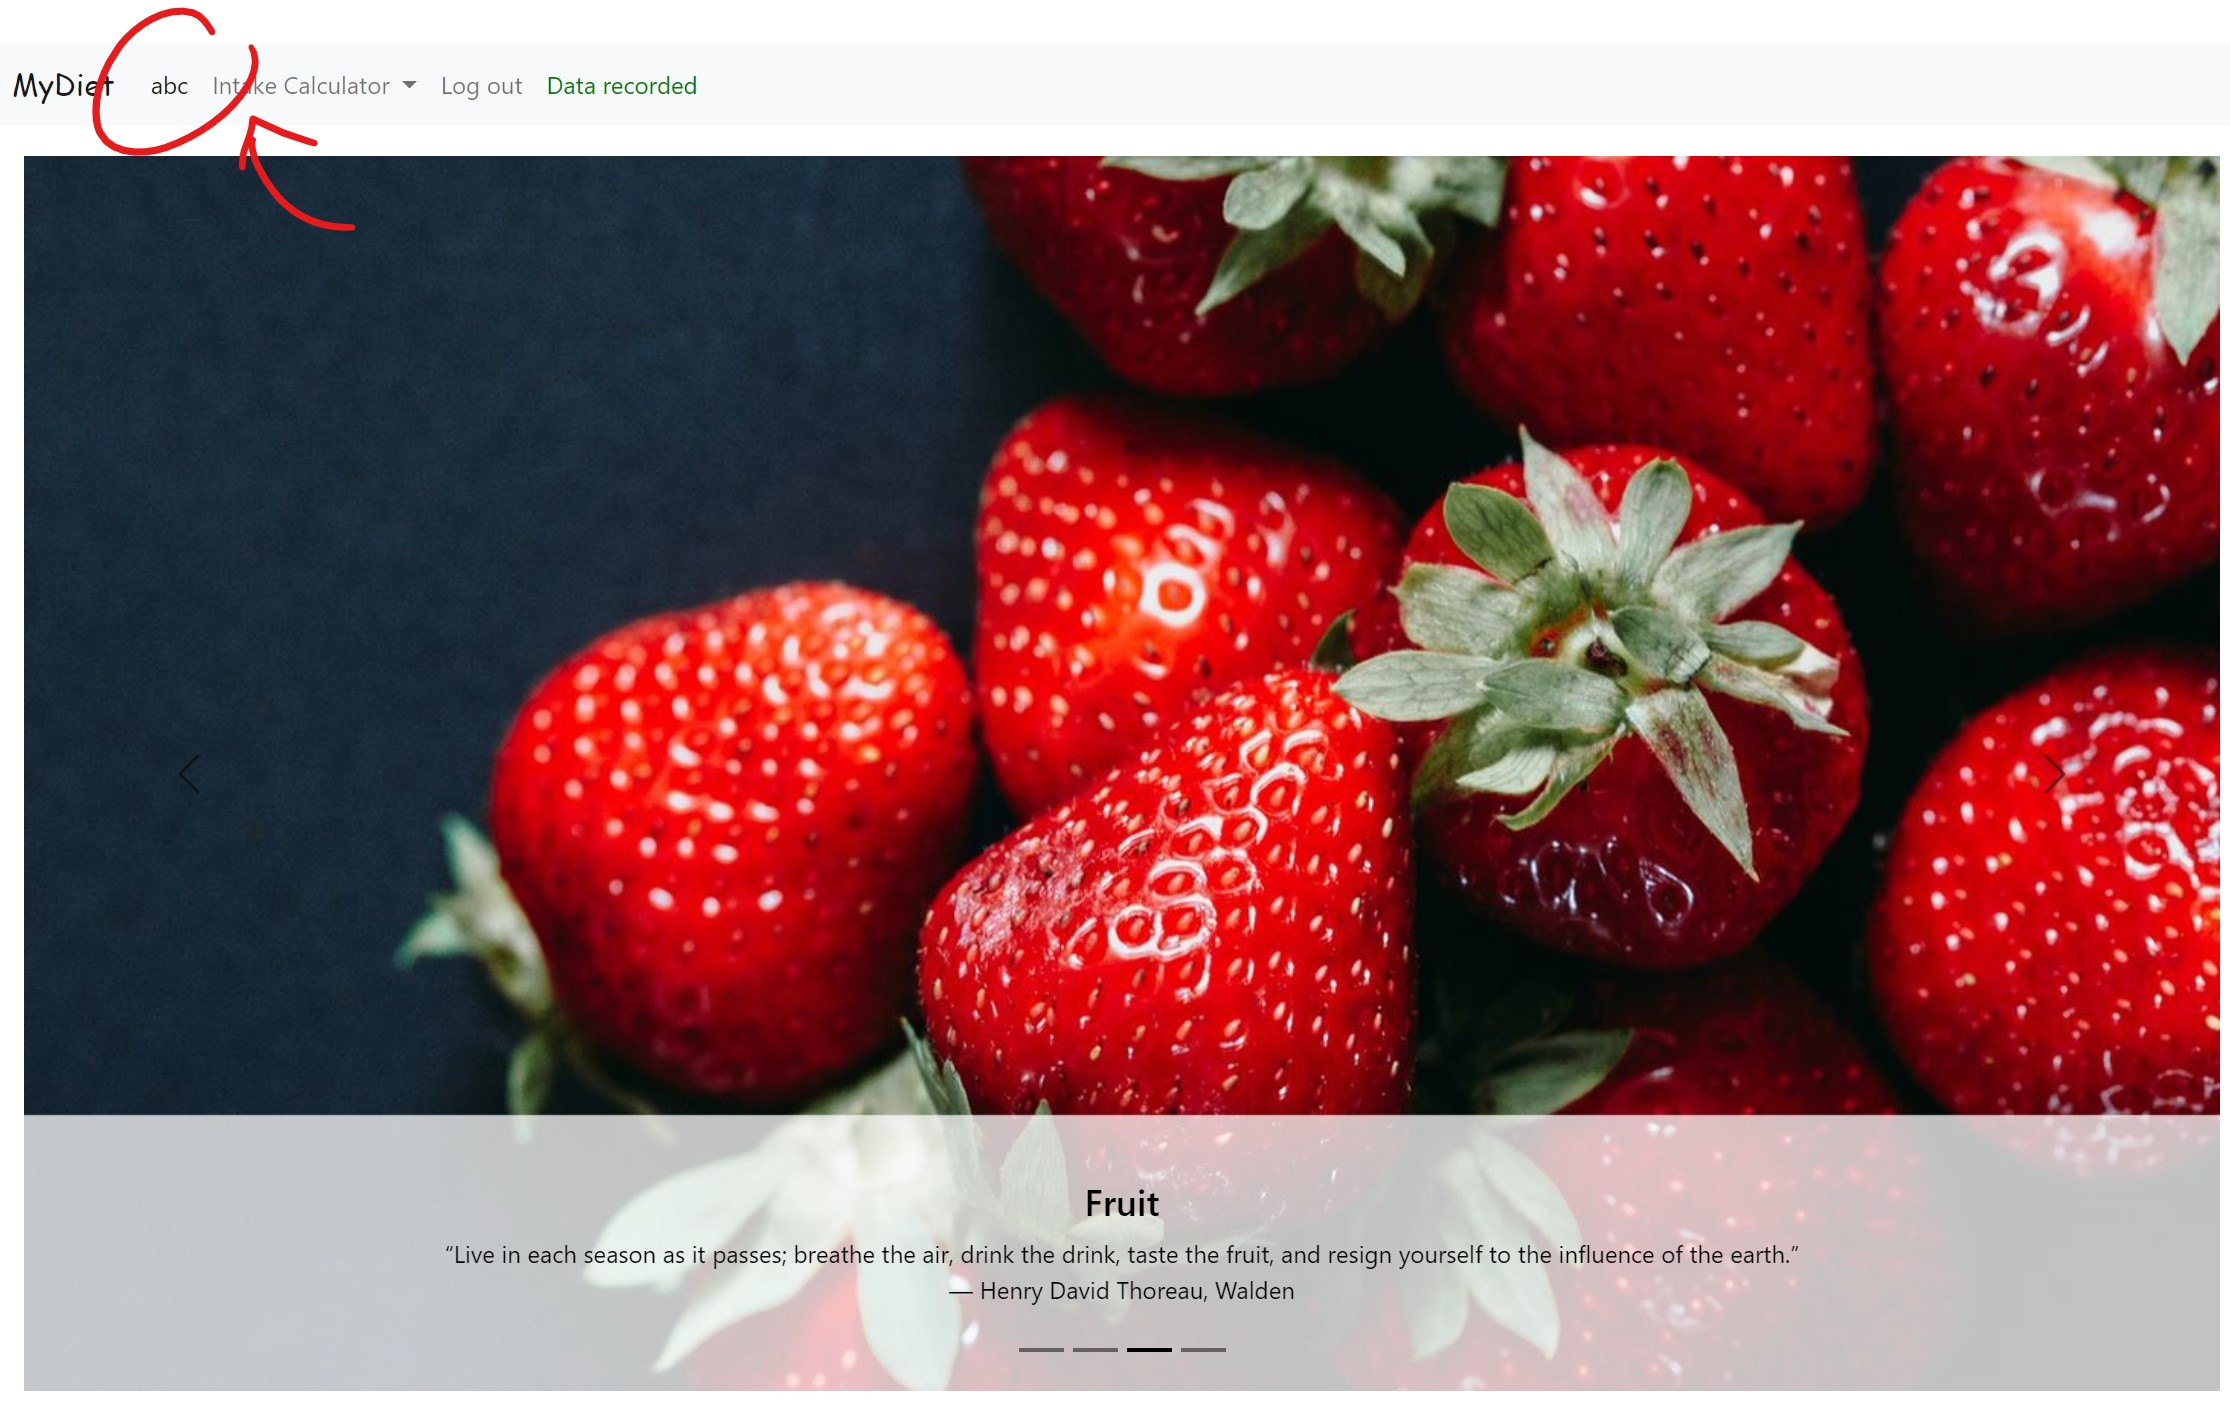 MyDiet abc Intake Calculator Log out Data recorded
Fruit
“Live in each season as it passes; breathe the air, drink the drink, taste the fruit, and resign yourself to the influence of the earth.”
— Henry David Thoreau, Walden